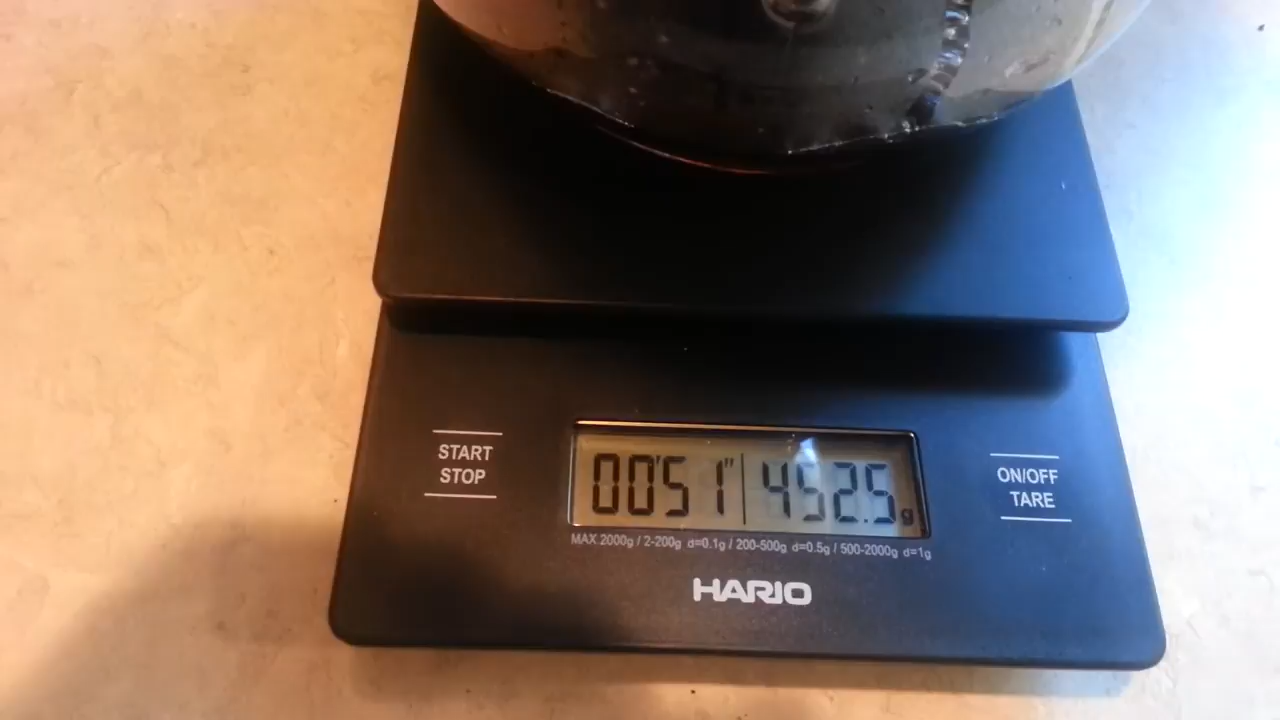 START
STOP
00'51" 452.5g
ON/OFF
TARE
MAX 2000g / 2-200g d=0.1g / 200-500g d=0.5g / 500-2000g d=1g
HARIO